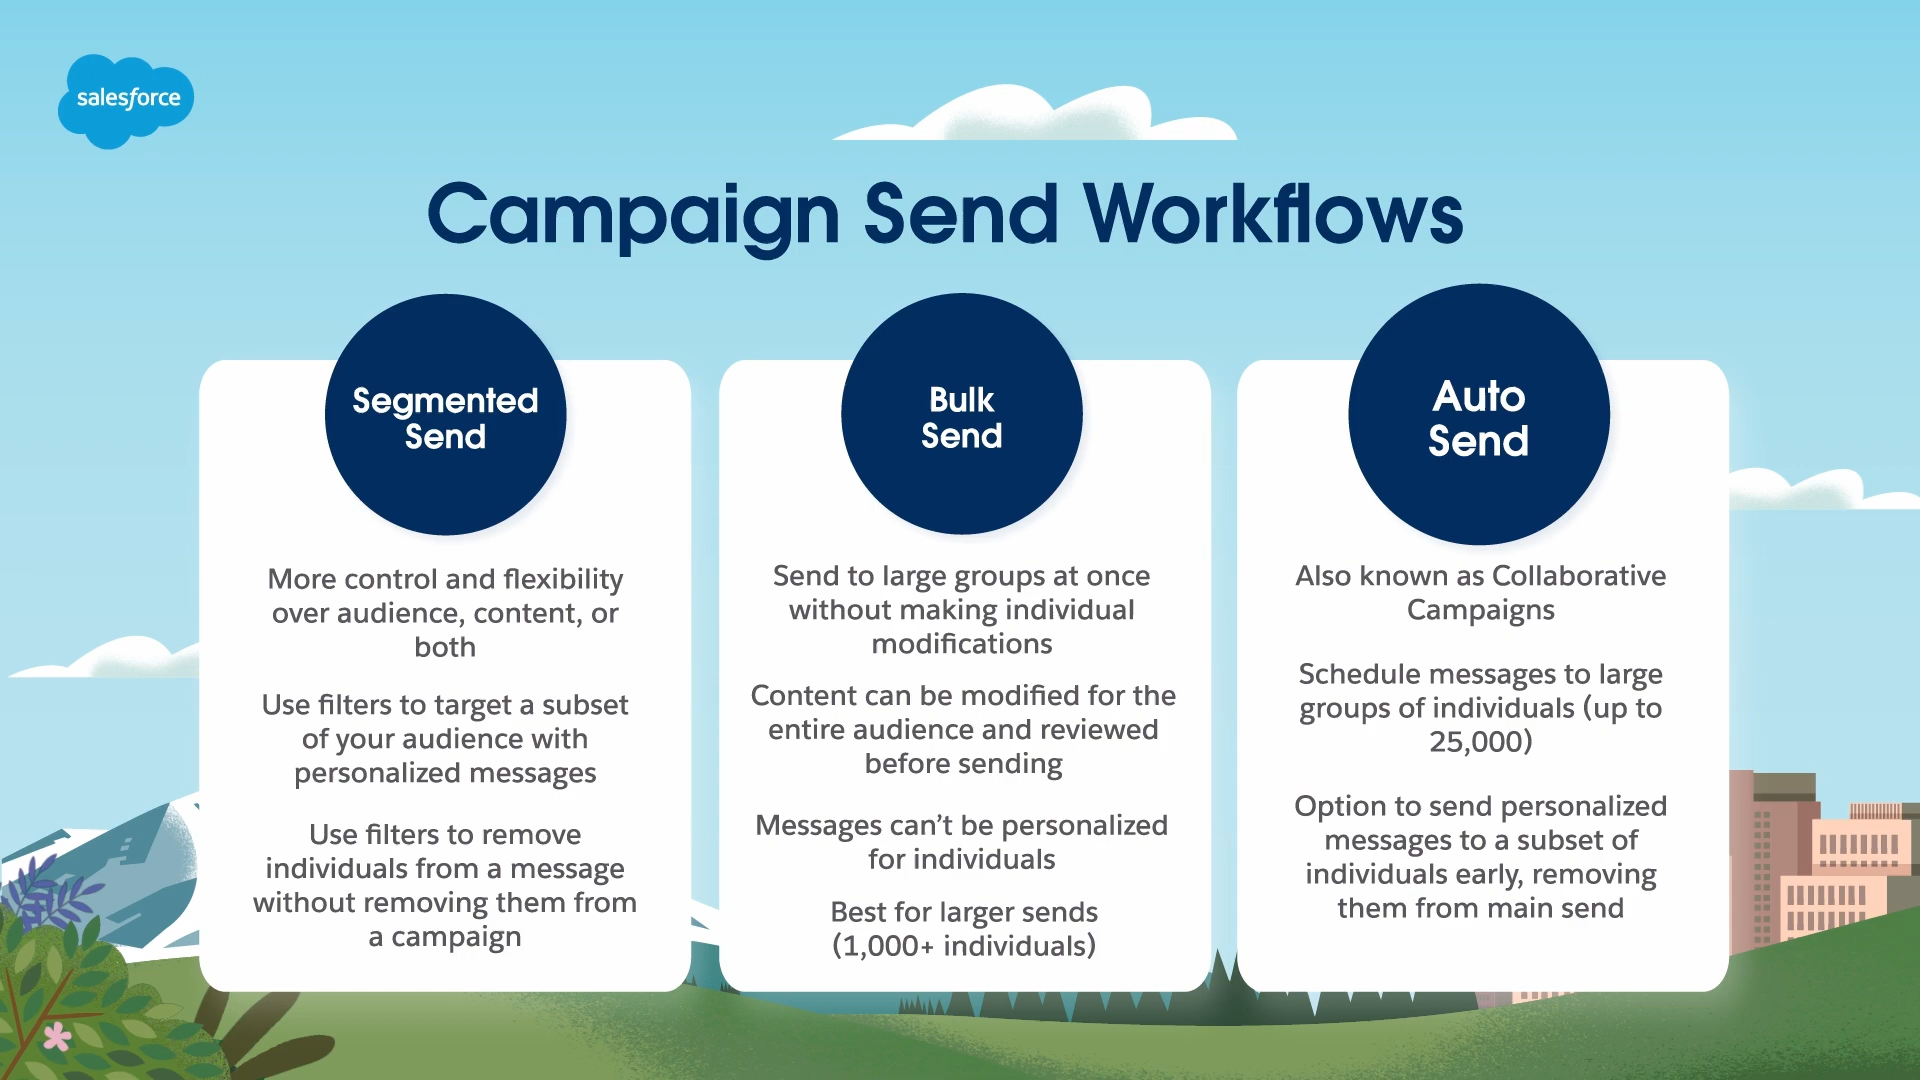 salesforce
Campaign Send Workflows
Segmented
Send
More control and flexibility
over audience, content, or
both
Use filters to target a subset
of your audience with
personalized messages
Use filters to remove
individuals from a message
without removing them from
a campaign
Bulk
Send
Send to large groups at once
without making individual
modifications
Content can be modified for the
entire audience and reviewed
before sending
Messages can’t be personalized
for individuals
Best for larger sends
(1,000+ individuals)
Auto
Send
Also known as Collaborative
Campaigns
Schedule messages to large
groups of individuals (up to
25,000)
Option to send personalized
messages to a subset of
individuals early, removing
them from main send